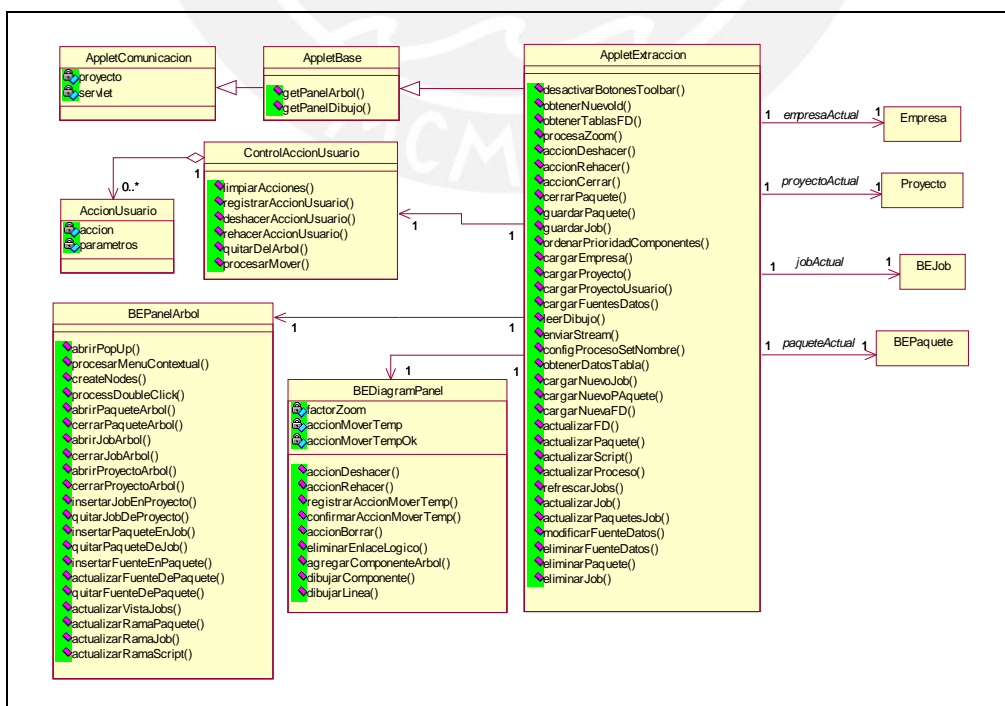 AppletComunicacion
proyecto
servlet
AppletBase
getPanelArbol()
getPanelDibujo()
AppletExtraccion
desactivarBotonesToolbar()
obtenerNuevoId()
obtenerTablasFD()
procesaZoom()
accionDeshacer()
accionRehacer()
accionCerrar()
cerrarPaquete()
guardarPaquete()
guardarJob()
ordenarPrioridadComponentes()
cargarEmpresa()
cargarProyecto()
cargarProyectoUsuario()
cargarFuentesDatos()
leerDibujo()
enviarStream()
configProcesoSetNombre()
obtenerDatosTabla()
cargarNuevoJob()
cargarNuevoPAquete()
cargarNuevaFD()
actualizarFD()
actualizarPaquete()
actualizarScript()
actualizarProceso()
refrescarJobs()
actualizarJob()
actualizarPaquetesJob()
modificarFuenteDatos()
eliminarFuenteDatos()
eliminarPaquete()
eliminarJob()
1 empresaActual 1
Empresa
1 proyectoActual 1
Proyecto
1 jobActual 1
BEJob
1 paqueteActual 1
BEPaquete
ControlAccionUsuario
limpiarAcciones()
registrarAccionUsuario()
deshacerAccionUsuario()
rehacerAccionUsuario()
quitarDelArbol()
procesarMover()
1
0..*
AccionUsuario
accion
parametros
1
1
BEPanelArbol
abrirPopUp()
procesarMenuContextual()
createNodes()
processDoubleClick()
abrirPaqueteArbol()
cerrarPaqueteArbol()
abrirJobArbol()
cerrarJobArbol()
abrirProyectoArbol()
cerrarProyectoArbol()
insertarJobEnProyecto()
quitarJobDeProyecto()
insertarPaqueteEnJob()
quitarPaqueteDeJob()
insertarFuenteEnPaquete()
actualizarFuenteDePaquete()
quitarFuenteDePaquete()
actualizarVistaJobs()
actualizarRamaPaquete()
actualizarRamaJob()
actualizarRamaScript()
1
1
1
1
BEDiagramPanel
factorZoom
accionMoverTemp
accionMoverTempOk
accionDeshacer()
accionRehacer()
registrarAccionMoverTemp()
confirmarAccionMoverTemp()
accionBorrar()
eliminarEnlaceLogico()
agregarComponenteArbol()
dibujarComponente()
dibujarLinea()